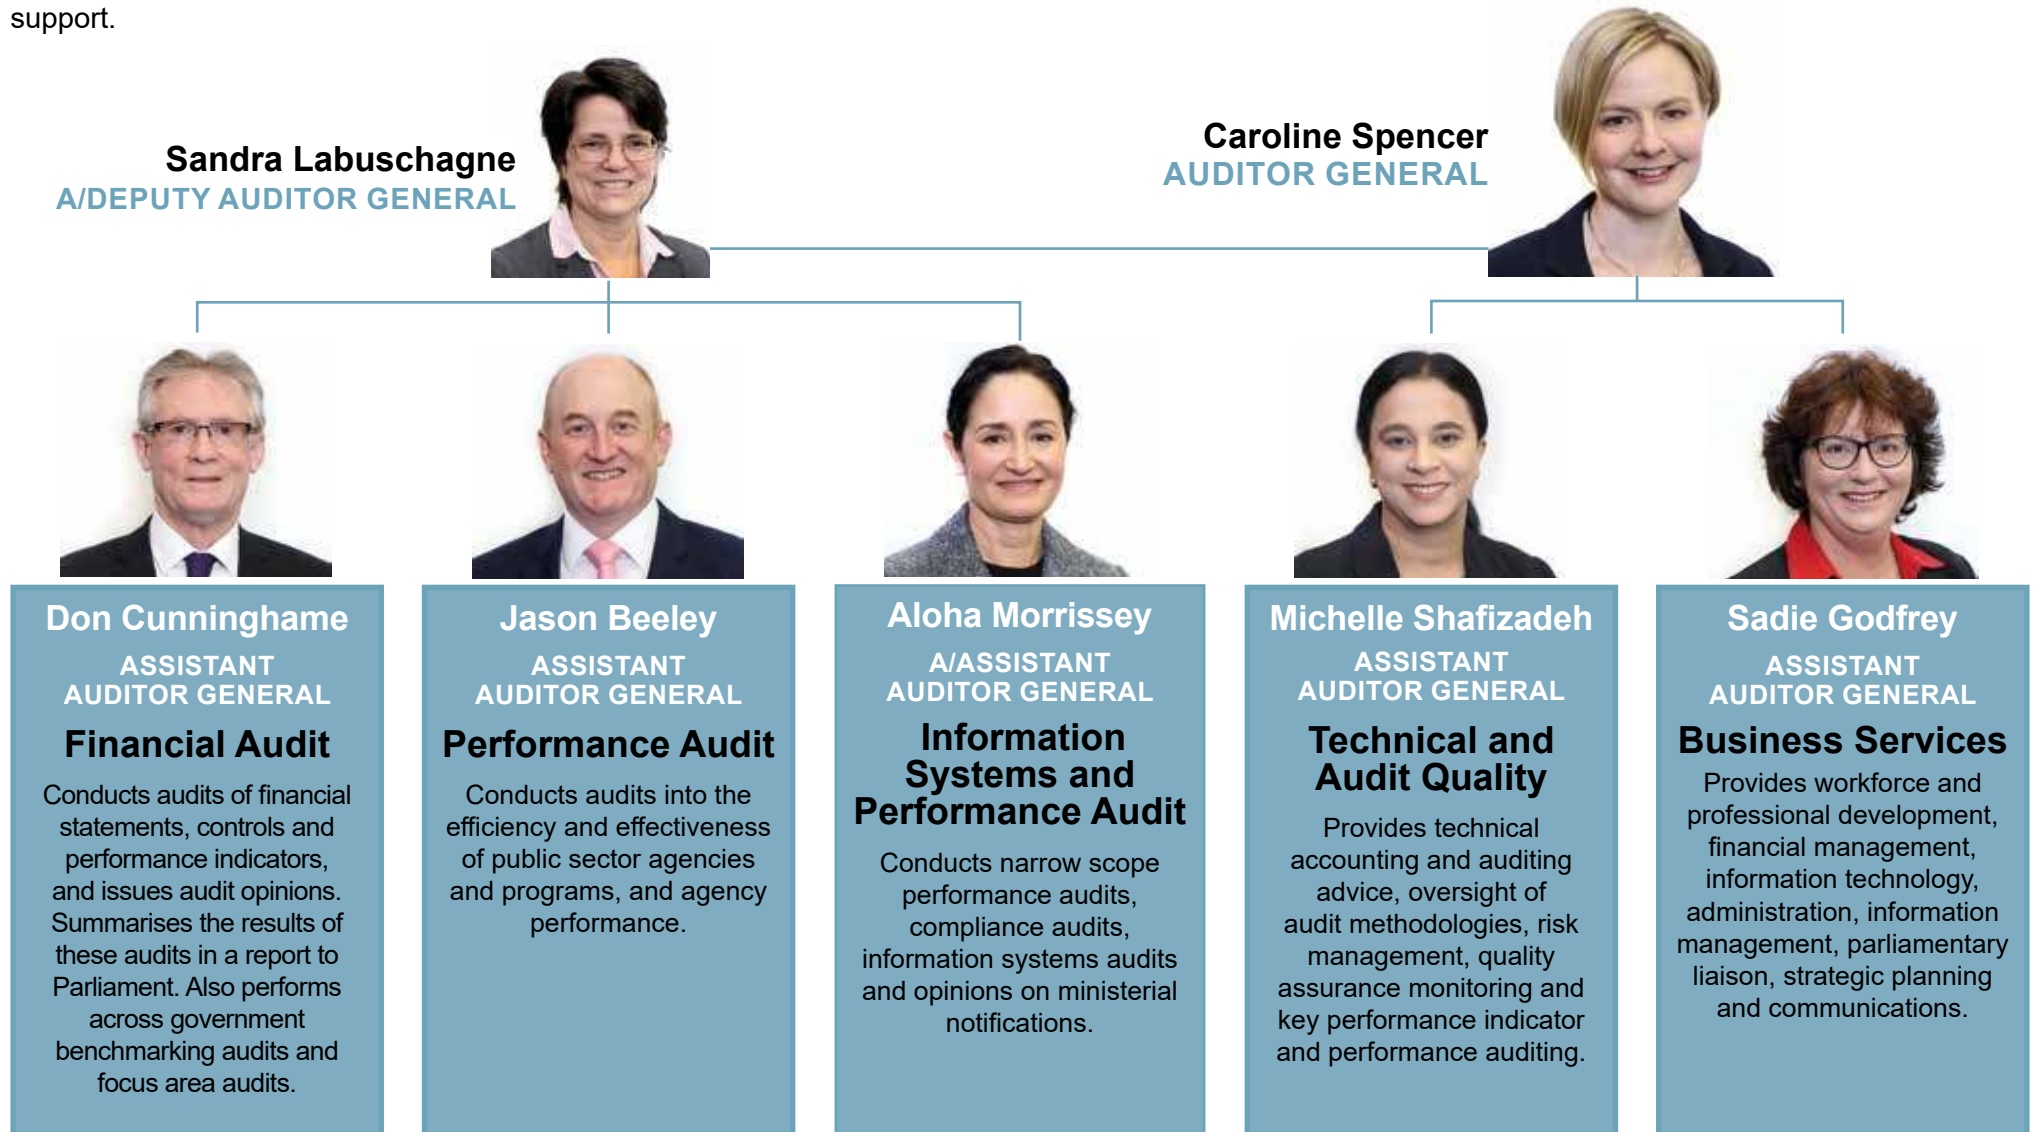 support.
Sandra Labuschagne
A/DEPUTY AUDITOR GENERAL
Caroline Spencer
AUDITOR GENERAL
Don Cunninghame
ASSISTANT
AUDITOR GENERAL
Financial Audit
Conducts audits of financial
statements, controls and
performance indicators,
and issues audit opinions.
Summarises the results of
these audits in a report to
Parliament. Also performs
across government
benchmarking audits and
focus area audits.
Jason Beeley
ASSISTANT
AUDITOR GENERAL
Performance Audit
Conducts audits into the
efficiency and effectiveness
of public sector agencies
and programs, and agency
performance.
Aloha Morrissey
A/ASSISTANT
AUDITOR GENERAL
Information
Systems and
Performance Audit
Conducts narrow scope
performance audits,
compliance audits,
information systems audits
and opinions on ministerial
notifications.
Michelle Shafizadeh
ASSISTANT
AUDITOR GENERAL
Technical and
Audit Quality
Provides technical
accounting and auditing
advice, oversight of
audit methodologies, risk
management, quality
assurance monitoring and
key performance indicator
and performance auditing.
Sadie Godfrey
ASSISTANT
AUDITOR GENERAL
Business Services
Provides workforce and
professional development,
financial management,
information technology,
administration, information
management, parliamentary
liaison, strategic planning
and communications.